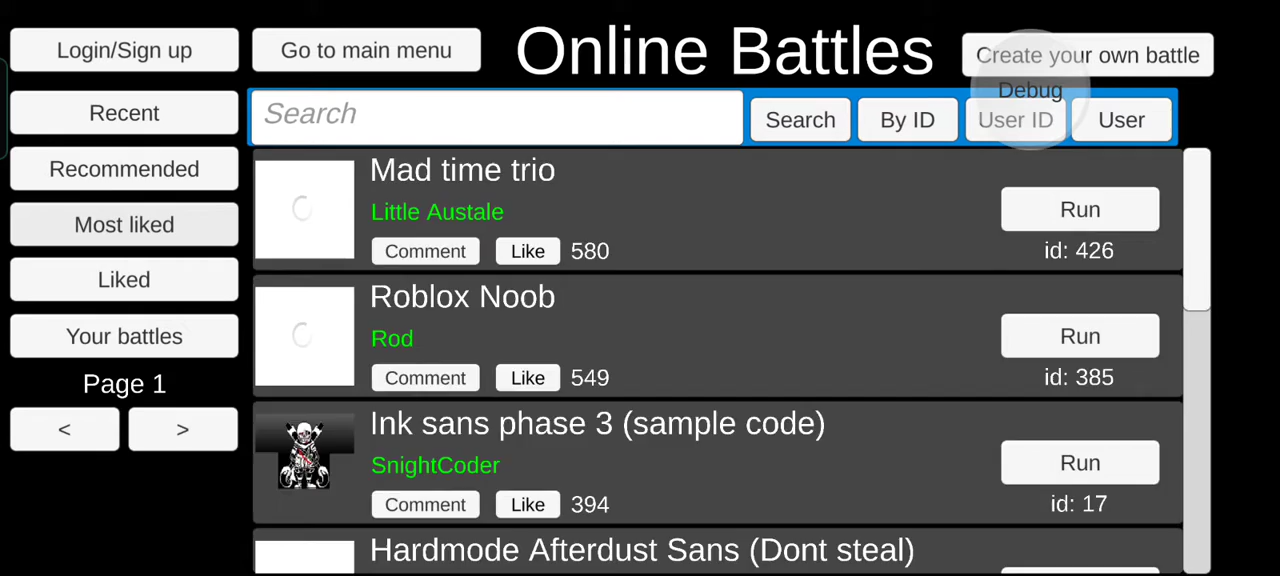 Login/Sign up
Go to main menu
Online Battles
Create your own battle
Debug
Recent
Search
Search
By ID
User ID
User
Recommended
Most liked
Liked
Your battles
Page 1
<
>
Mad time trio
Little Austale
Comment
Like
580
Run
id: 426
Roblox Noob
Rod
Comment
Like
549
Run
id: 385
Ink sans phase 3 (sample code)
SnightCoder
Comment
Like
394
Run
id: 17
Hardmode Afterdust Sans (Dont steal)